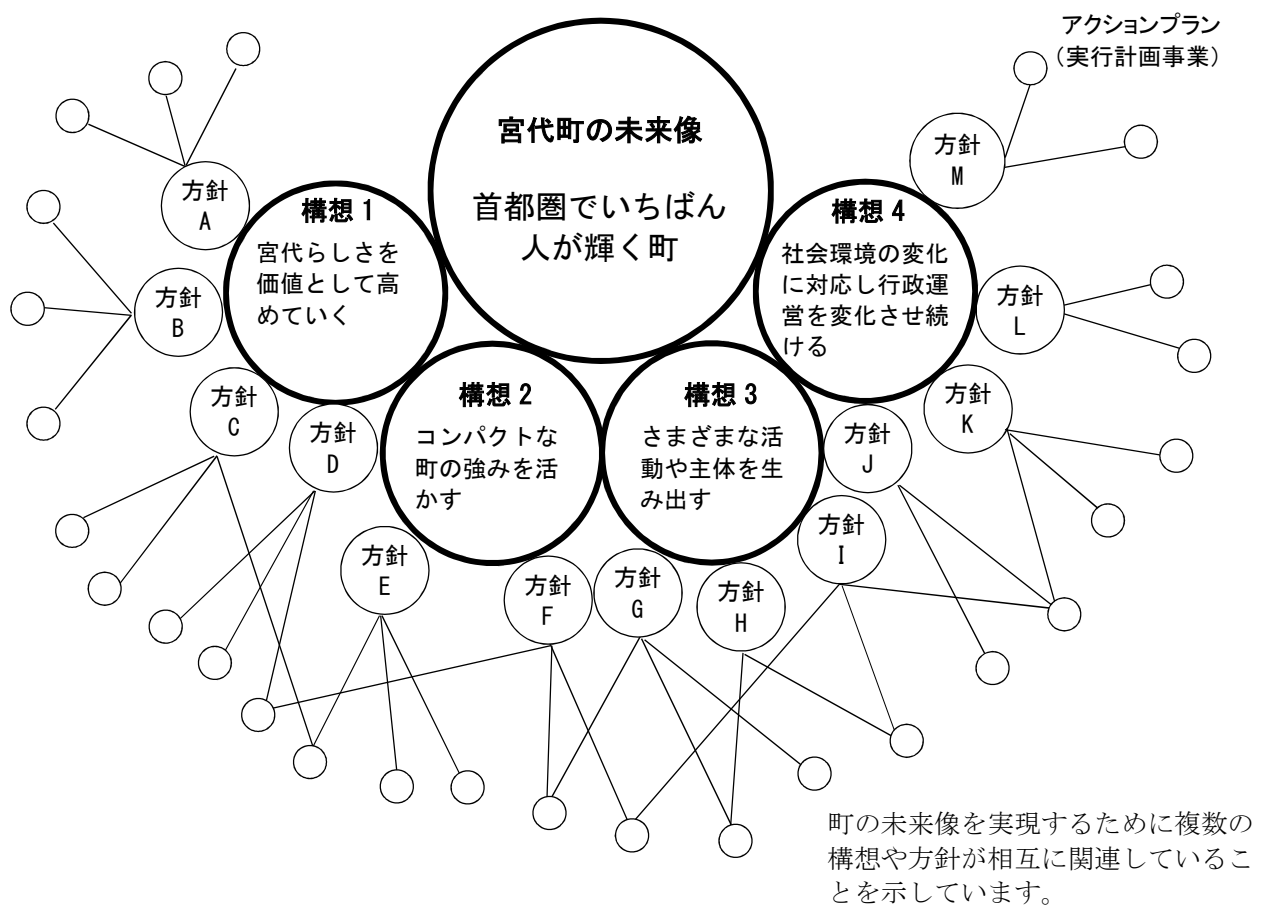 アクションプラン
（実行計画事業）
宮代町の未来像
首都圏でいちばん
人が輝く町
構想 1
宮代らしさを
価値として高
めていく
構想 2
コンパクトな
町の強みを活
かす
構想 3
さまざまな活
動や主体を生
み出す
構想 4
社会環境の変化
に対応し行政運
営を変化させ続
ける
方針
A
方針
B
方針
C
方針
D
方針
E
方針
F
方針
G
方針
H
方針
I
方針
J
方針
K
方針
L
方針
M
町の未来像を実現するために複数の
構想や方針が相互に関連しているこ
とを示しています。